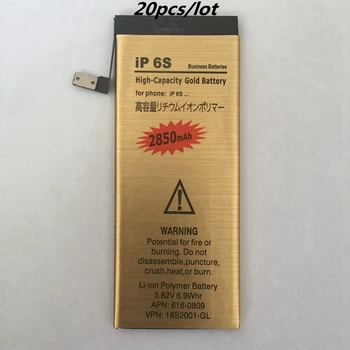 20pcs/lot
iP 6S
Business Batteries
High-Capacity Gold Battery
for phone: iP 6S ...
高容量リチウムイオンポリマー
2850mAh
Warning!
Potential for fire or
burning. Do not
disassemble,puncture,
crush,heat,or burn
Li-ion Polymer Battery
3.82V 6.9Whr
APN: 616-0809
VPN: 18S2001-GL